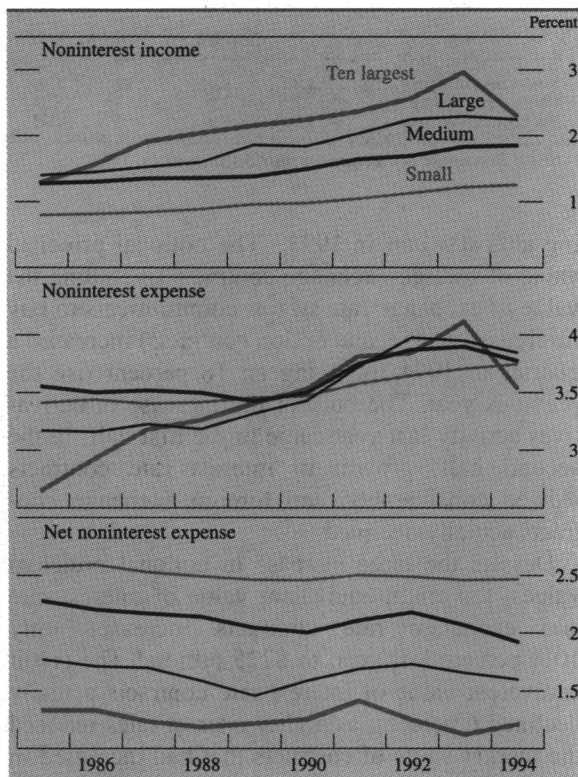 Percent
Noninterest income
3
Ten largest
Large
2
Medium
Small
1
Noninterest expense
4
3.5
3
Net noninterest expense
2.5
1.5
1986 1988 1990 1992 1994